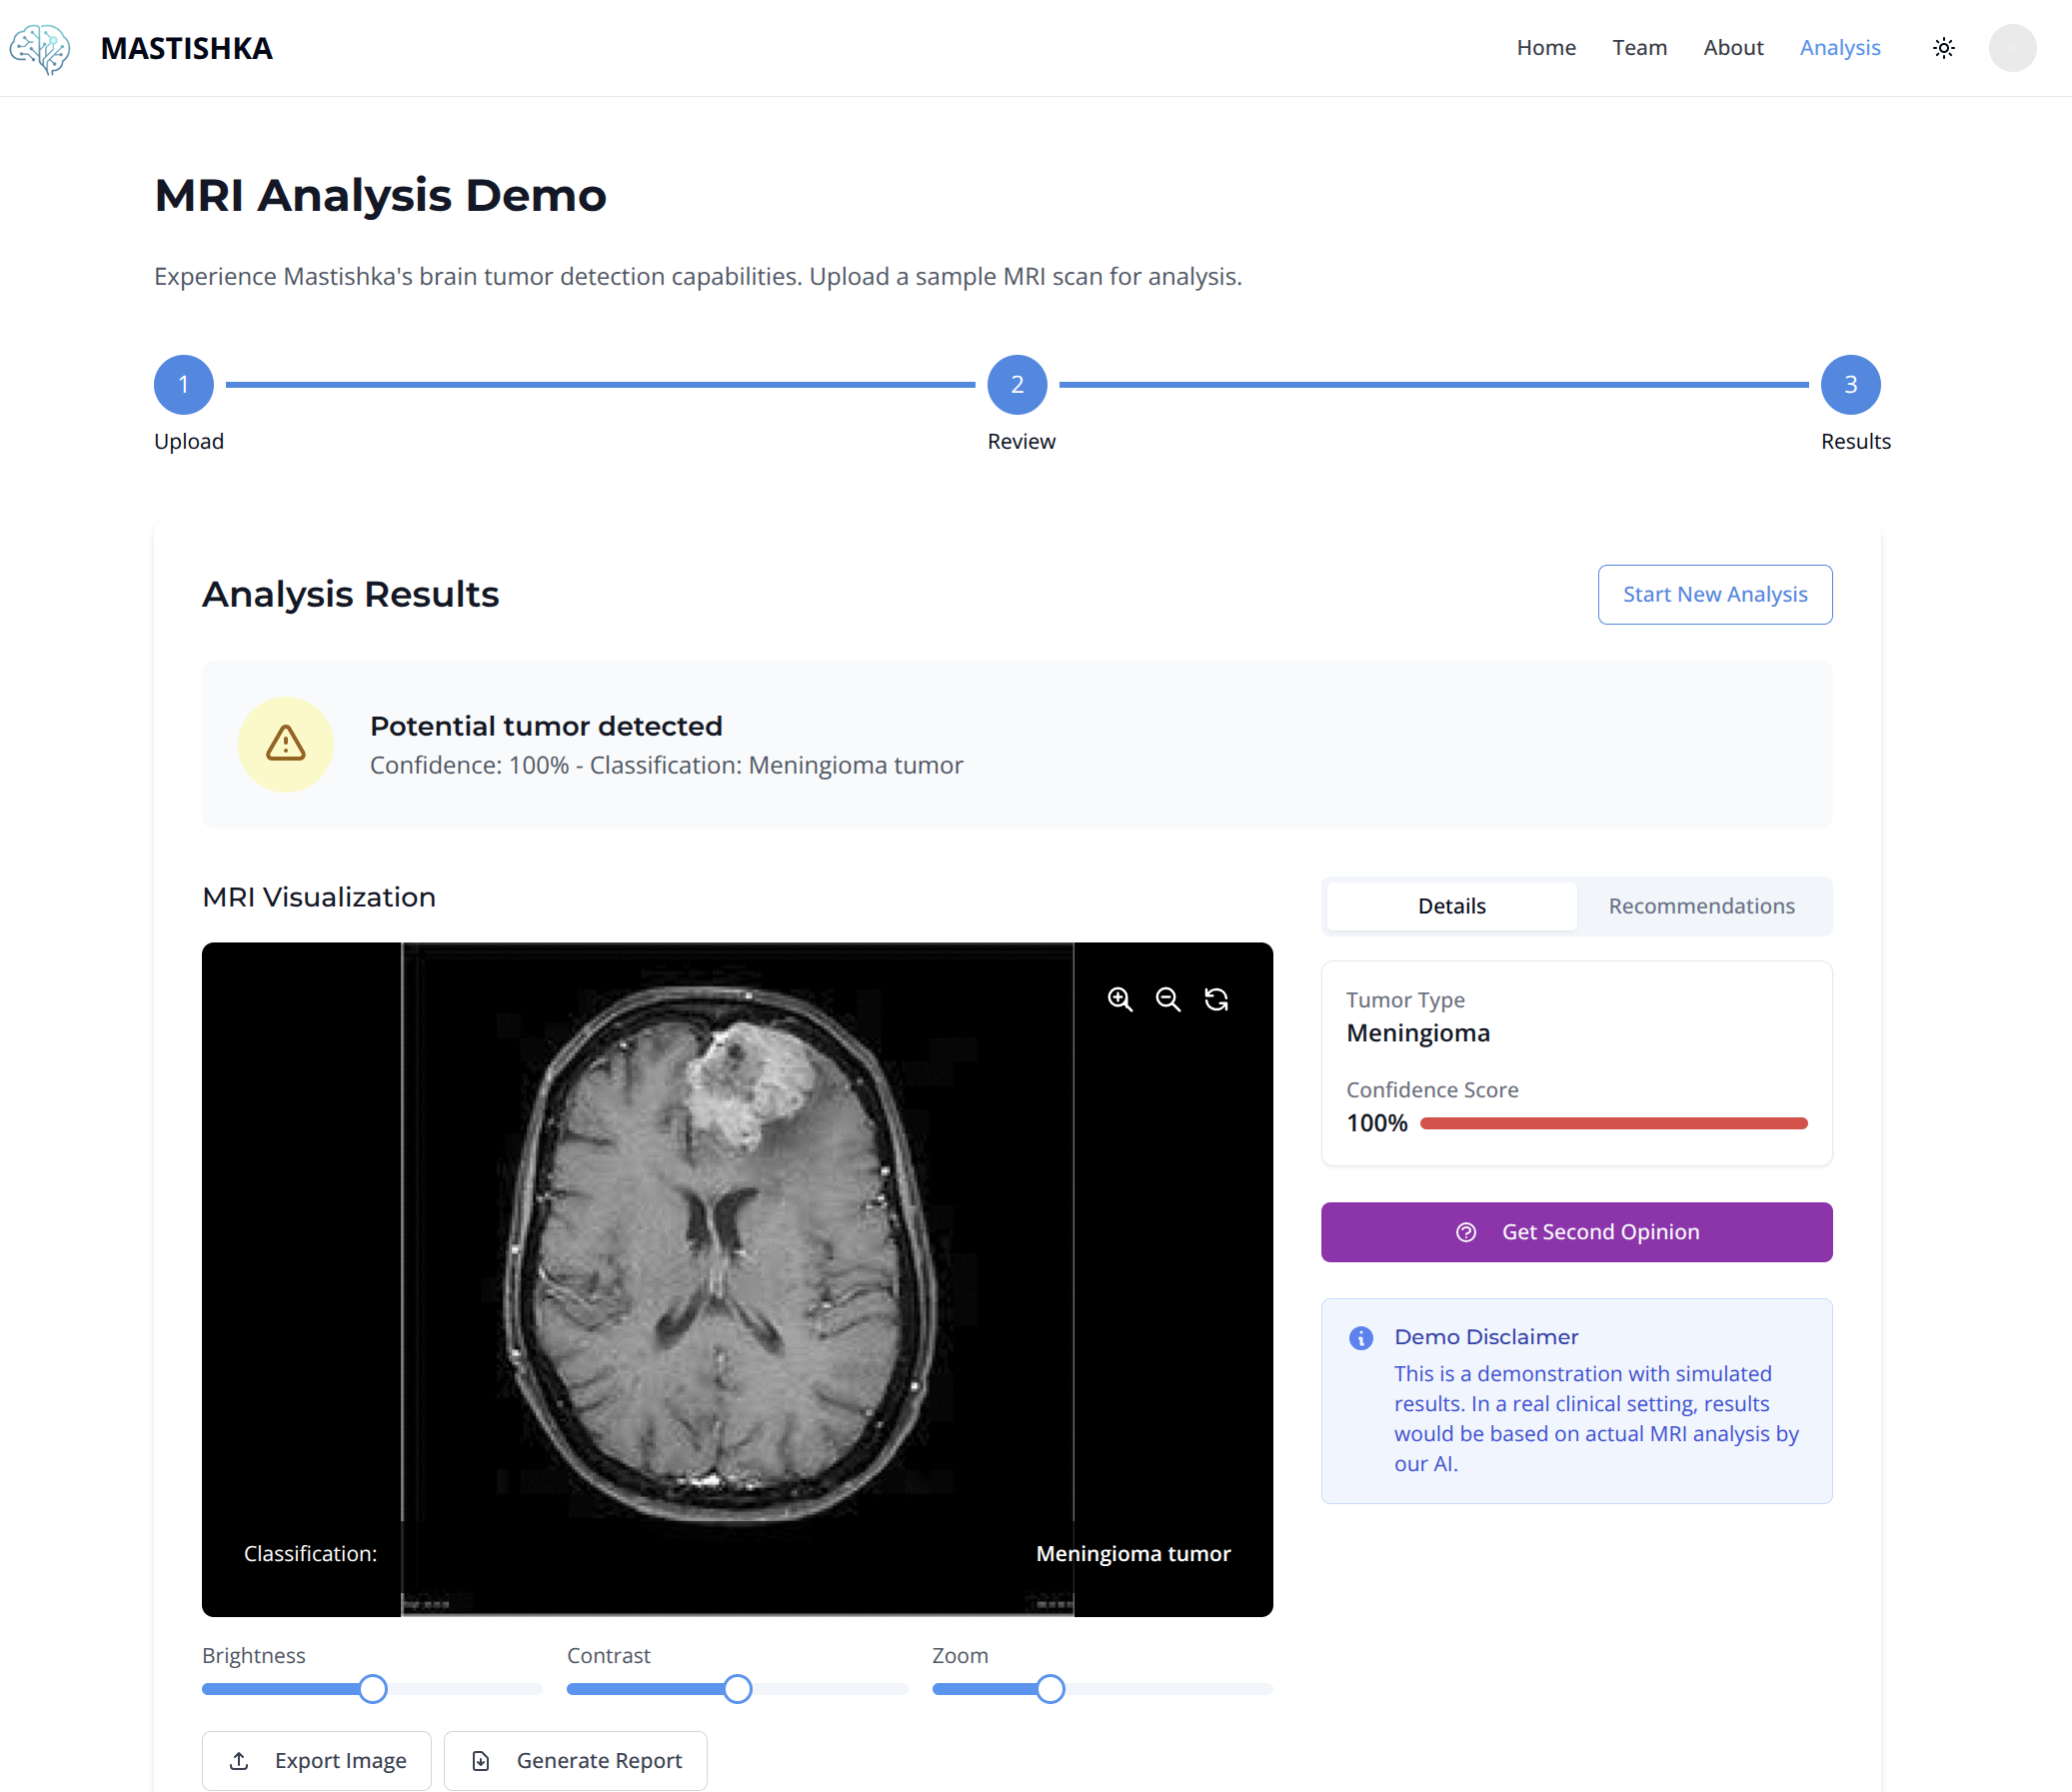 MASTISHKA
Home Team About Analysis
MRI Analysis Demo
Experience Mastishka's brain tumor detection capabilities. Upload a sample MRI scan for analysis.
1 2 3
Upload Review Results
Analysis Results
Start New Analysis
Potential tumor detected
Confidence: 100% - Classification: Meningioma tumor
MRI Visualization
Classification: Meningioma tumor
Brightness Contrast Zoom
Export Image Generate Report
Details Recommendations
Tumor Type
Meningioma
Confidence Score
100%
Get Second Opinion
Demo Disclaimer
This is a demonstration with simulated
results. In a real clinical setting, results
would be based on actual MRI analysis by
our AI.